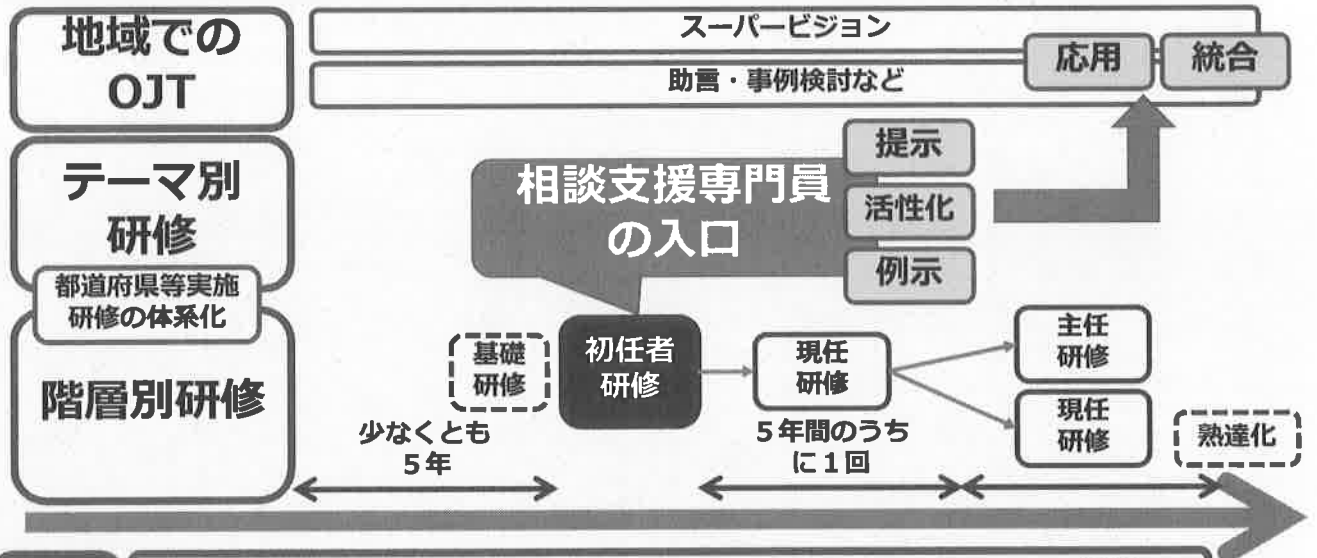 地域での
OJT
スーパービジョン
助言・事例検討など
応用
統合
テーマ別
研修
相談支援専門員
の入口
提示
活性化
例示
都道府県等実施
研修の体系化
階層別研修
基礎
研修
初任者
研修
現任
研修
主任
研修
現任
研修
熟達化
少なくとも
５年
５年間のうち
に１回